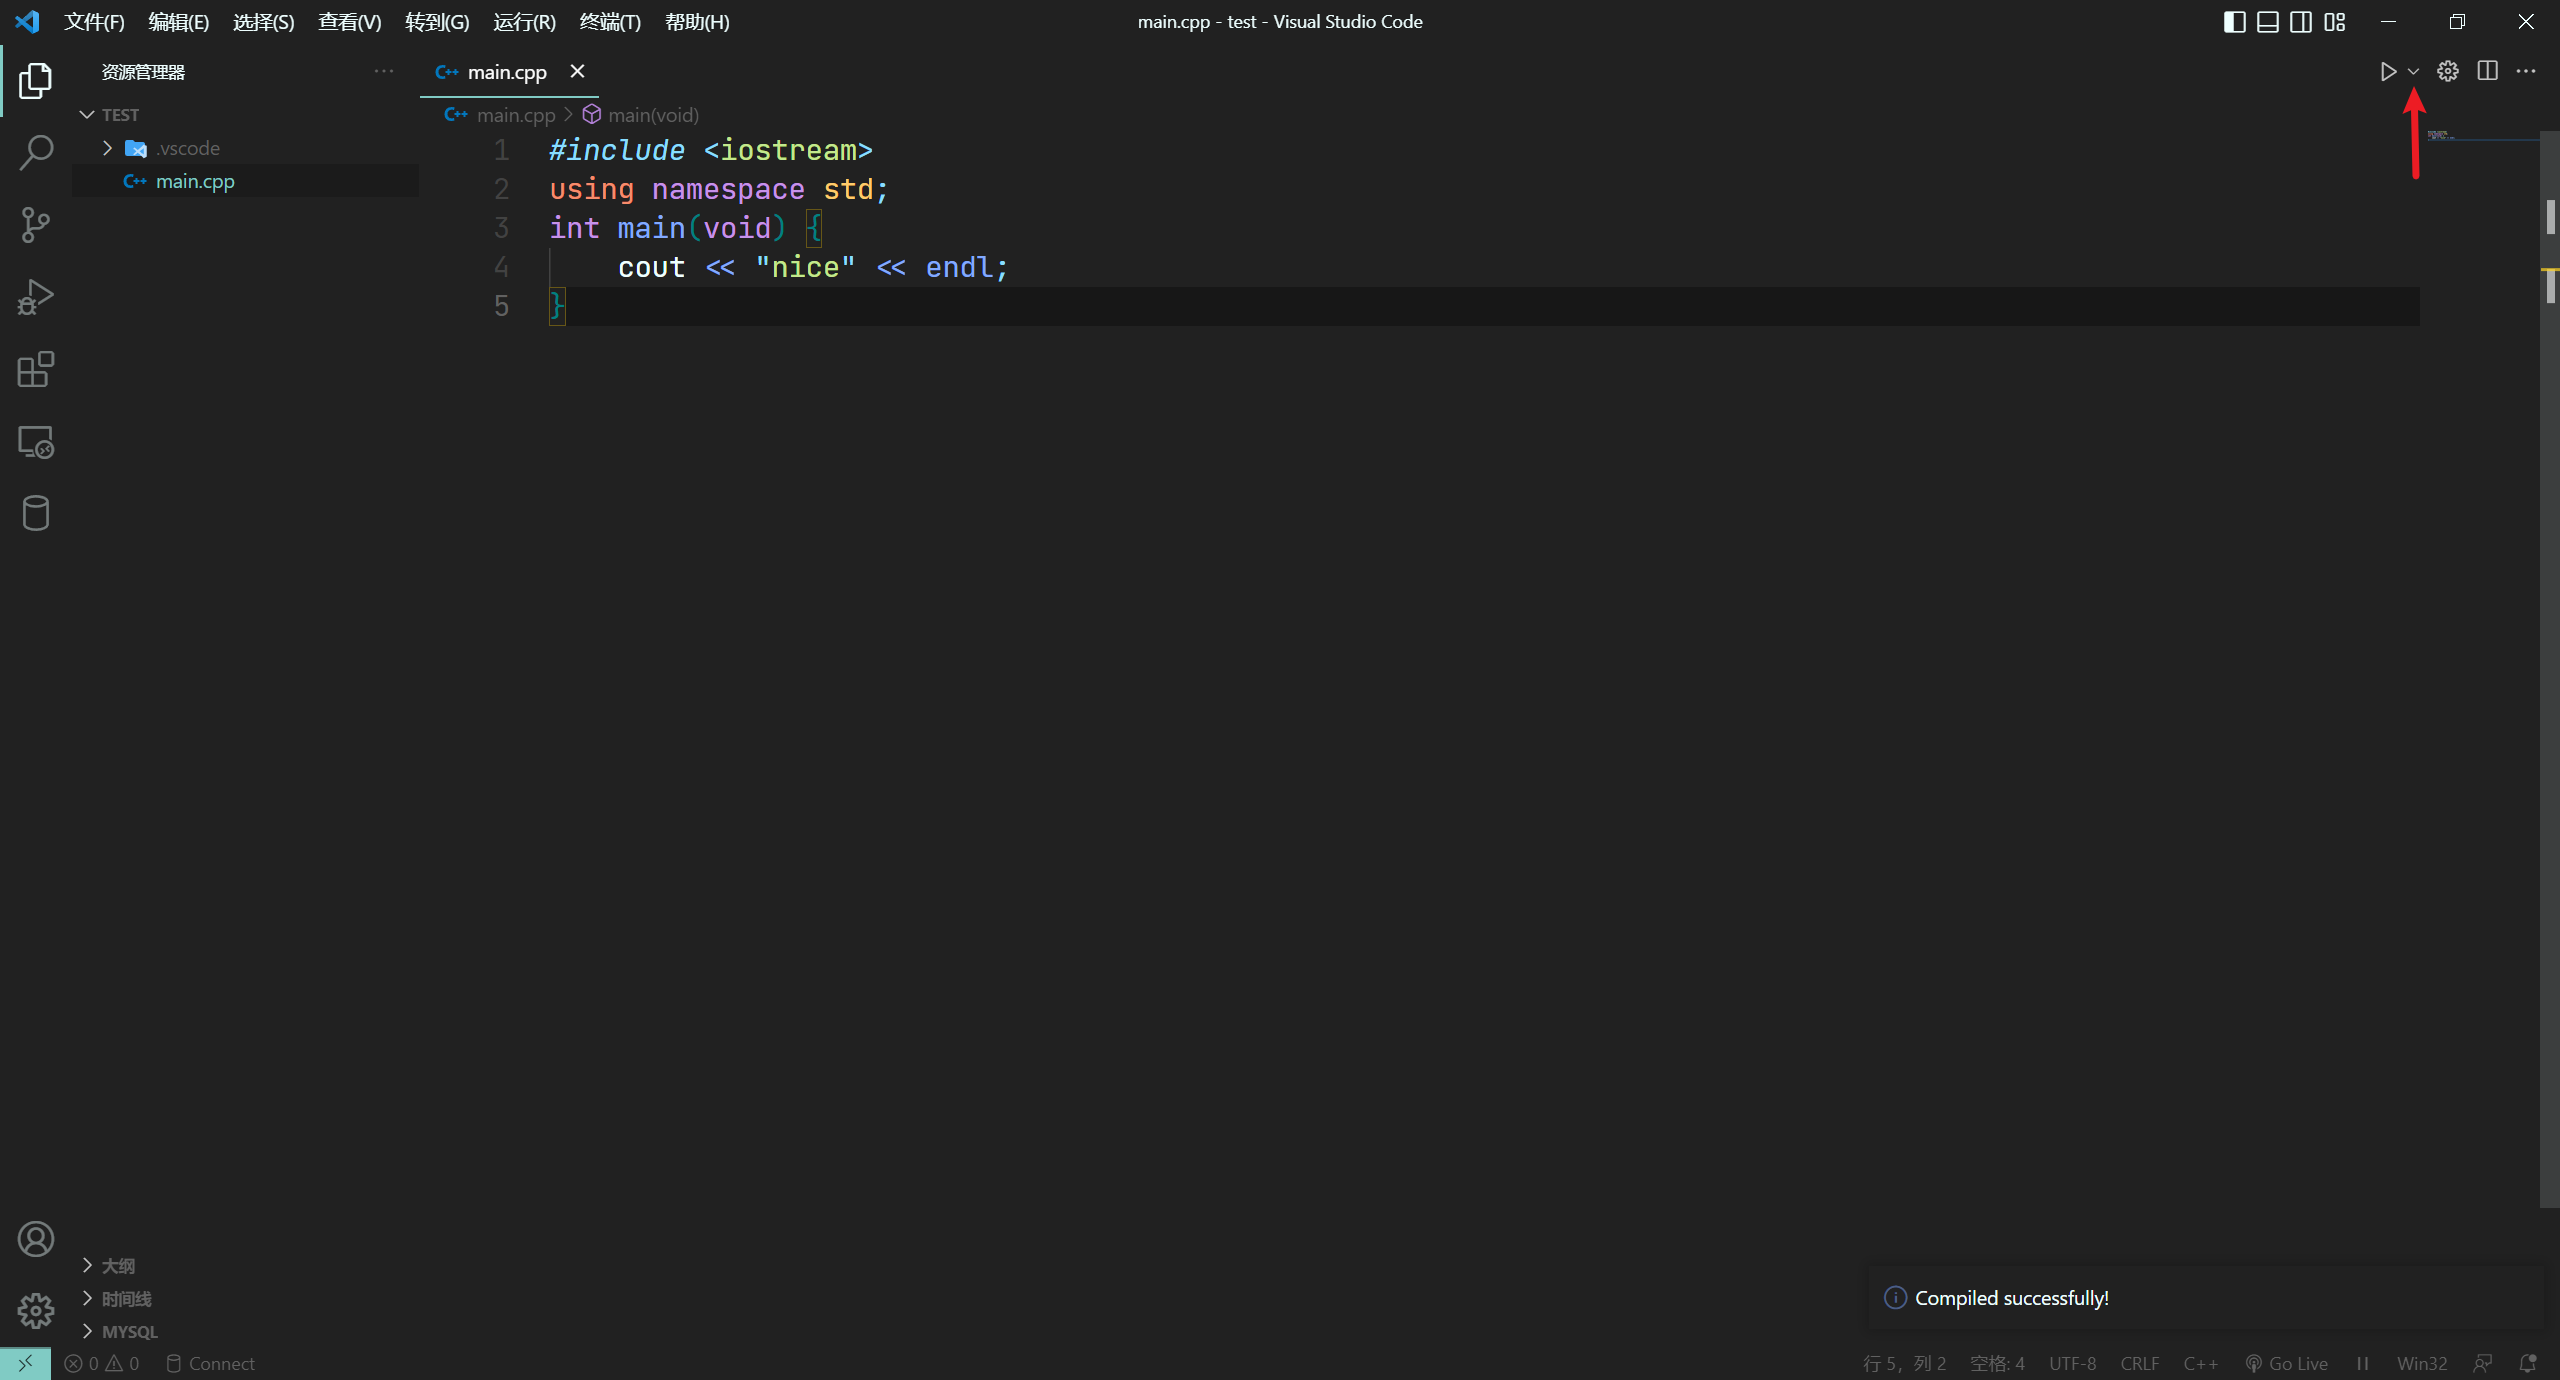 文件(F) 编辑(E) 选择(S) 查看(V) 转到(G) 运行(R) 终端(T) 帮助(H)
main.cpp - test - Visual Studio Code
资源管理器
TEST
.vscode
C++ main.cpp
C++ main.cpp
C++ main.cpp > main(void)
1 #include <iostream>
2 using namespace std;
3 int main(void) {
4     cout << "nice" << endl;
5 }
大纲
时间线
MYSQL
Compiled successfully!
0 0 Connect
行 5，列 2 空格: 4 UTF-8 CRLF C++ Go Live Win32